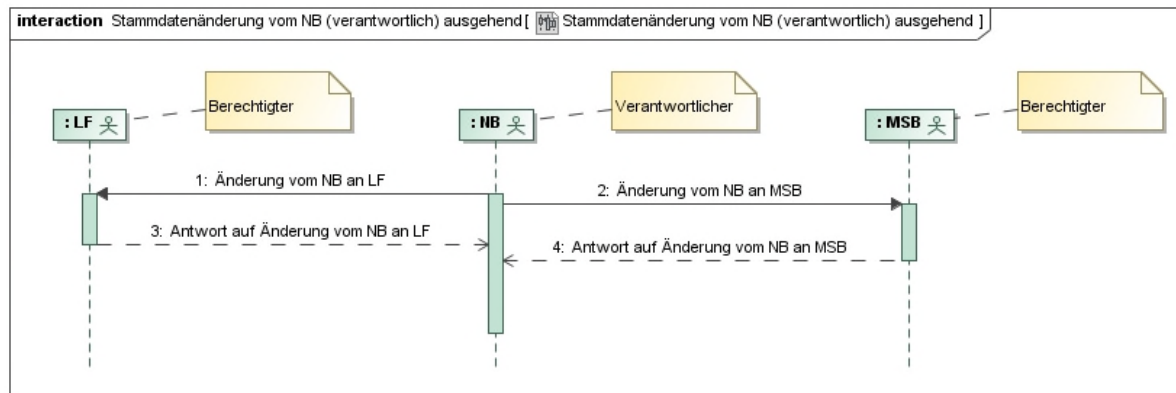 interaction Stammdatenänderung vom NB (verantwortlich) ausgehend[ Stammdatenänderung vom NB (verantwortlich) ausgehend ]
Berechtigter
Verantwortlicher
Berechtigter
: LF
: NB
: MSB
1: Änderung vom NB an LF
2: Änderung vom NB an MSB
3: Antwort auf Änderung vom NB an LF
4: Antwort auf Änderung vom NB an MSB